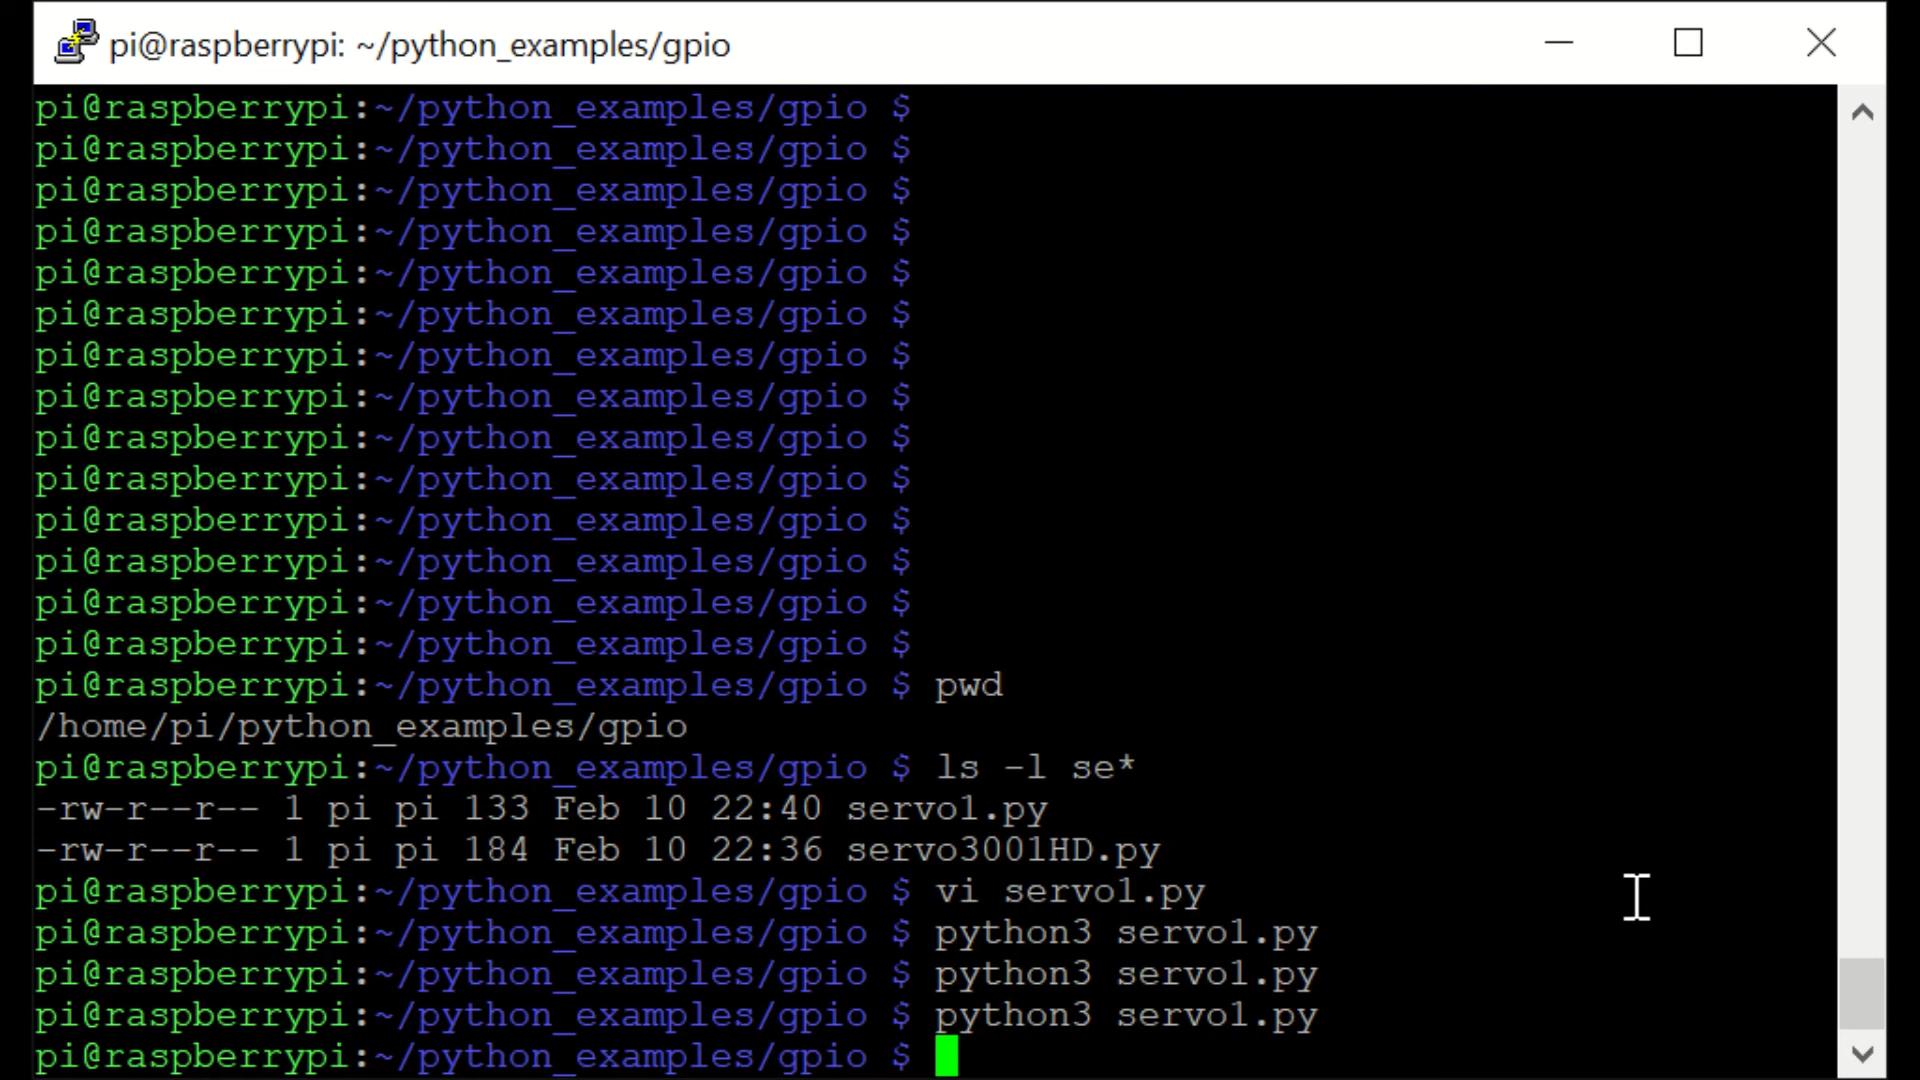 pi@raspberrypi: ~/python_examples/gpio
pi@raspberrypi:~/python_examples/gpio $
pi@raspberrypi:~/python_examples/gpio $
pi@raspberrypi:~/python_examples/gpio $
pi@raspberrypi:~/python_examples/gpio $
pi@raspberrypi:~/python_examples/gpio $
pi@raspberrypi:~/python_examples/gpio $
pi@raspberrypi:~/python_examples/gpio $
pi@raspberrypi:~/python_examples/gpio $
pi@raspberrypi:~/python_examples/gpio $
pi@raspberrypi:~/python_examples/gpio $
pi@raspberrypi:~/python_examples/gpio $
pi@raspberrypi:~/python_examples/gpio $
pi@raspberrypi:~/python_examples/gpio $
pi@raspberrypi:~/python_examples/gpio $
pi@raspberrypi:~/python_examples/gpio $ pwd
/home/pi/python_examples/gpio
pi@raspberrypi:~/python_examples/gpio $ ls -l se*
-rw-r--r-- 1 pi pi 133 Feb 10 22:40 servo1.py
-rw-r--r-- 1 pi pi 184 Feb 10 22:36 servo3001HD.py
pi@raspberrypi:~/python_examples/gpio $ vi servo1.py
pi@raspberrypi:~/python_examples/gpio $ python3 servo1.py
pi@raspberrypi:~/python_examples/gpio $ python3 servo1.py
pi@raspberrypi:~/python_examples/gpio $ python3 servo1.py
pi@raspberrypi:~/python_examples/gpio $